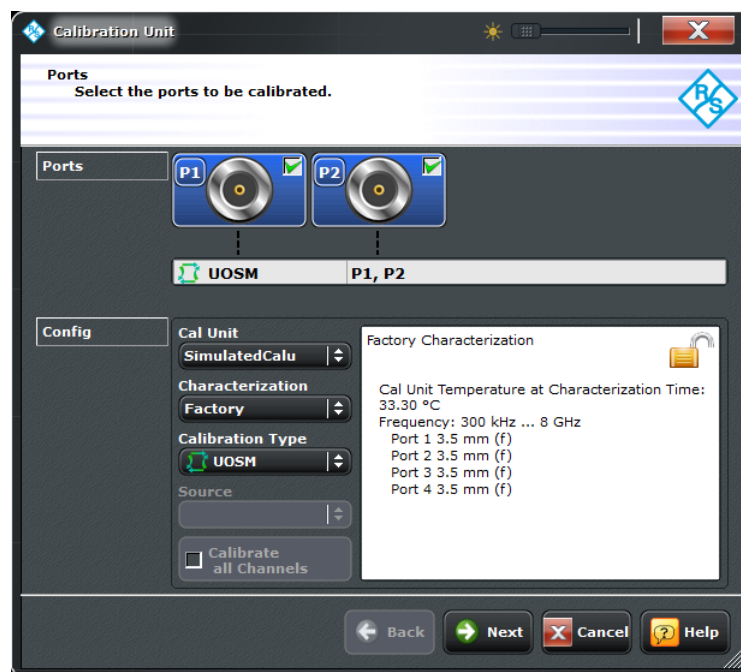 Calibration Unit
Ports
Select the ports to be calibrated.
R/S
Ports
P1
P2
UOSM
P1, P2
Config
Cal Unit
SimulatedCalu
Characterization
Factory
Calibration Type
UOSM
Source
Calibrate
all Channels
Factory Characterization
Cal Unit Temperature at Characterization Time:
33.30 °C
Frequency: 300 kHz ... 8 GHz
Port 1 3.5 mm (f)
Port 2 3.5 mm (f)
Port 3 3.5 mm (f)
Port 4 3.5 mm (f)
Back
Next
Cancel
Help